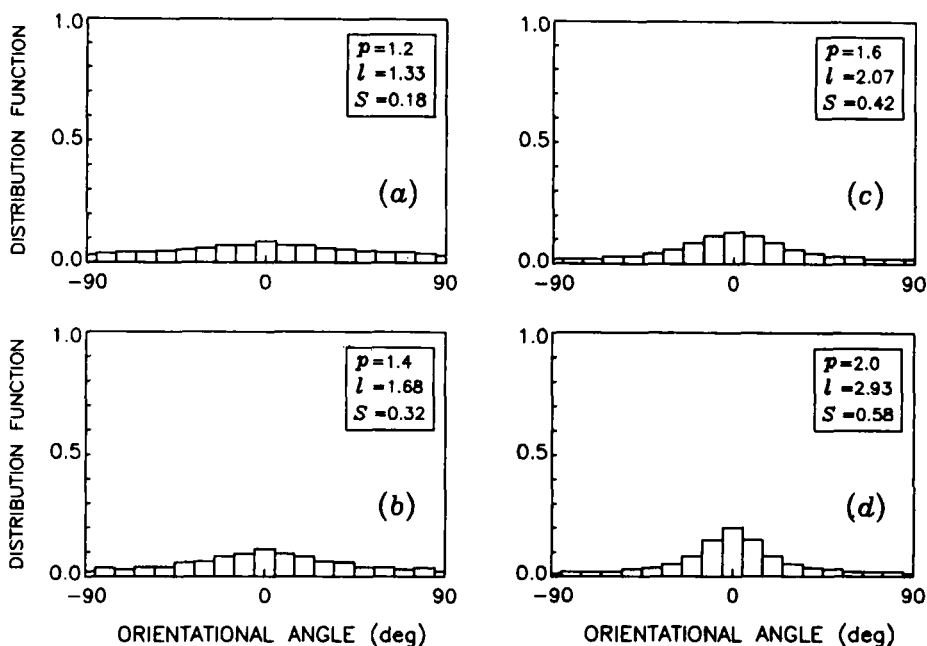 DISTRIBUTION FUNCTION
1.0
0.5
0.0
p=1.2
l=1.33
S=0.18
(a)
-90
0
90
1.0
0.5
0.0
p=1.6
l=2.07
S=0.42
(c)
-90
0
90
DISTRIBUTION FUNCTION
1.0
0.5
0.0
p=1.4
l=1.68
S=0.32
(b)
-90
0
90
ORIENTATIONAL ANGLE (deg)
1.0
0.5
0.0
p=2.0
l=2.93
S=0.58
(d)
-90
0
90
ORIENTATIONAL ANGLE (deg)